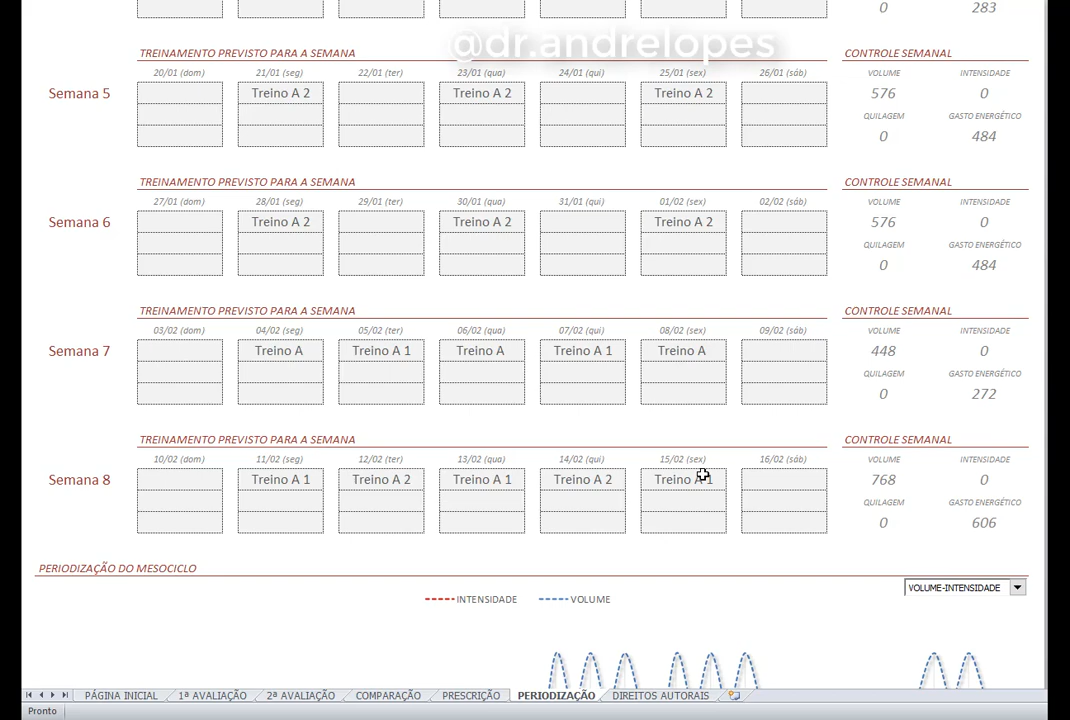 0 283
@dr.andrelopes
TREINAMENTO PREVISTO PARA A SEMANA CONTROLE SEMANAL
20/01 (dom) 21/01 (seg) 22/01 (ter) 23/01 (qua) 24/01 (qui) 25/01 (sex) 26/01 (sáb) VOLUME INTENSIDADE
Semana 5 Treino A 2 Treino A 2 Treino A 2 576 0
QUILAGEM GASTO ENERGÉTICO
0 484
TREINAMENTO PREVISTO PARA A SEMANA CONTROLE SEMANAL
27/01 (dom) 28/01 (seg) 29/01 (ter) 30/01 (qua) 31/01 (qui) 01/02 (sex) 02/02 (sáb) VOLUME INTENSIDADE
Semana 6 Treino A 2 Treino A 2 Treino A 2 576 0
QUILAGEM GASTO ENERGÉTICO
0 484
TREINAMENTO PREVISTO PARA A SEMANA CONTROLE SEMANAL
03/02 (dom) 04/02 (seg) 05/02 (ter) 06/02 (qua) 07/02 (qui) 08/02 (sex) 09/02 (sáb) VOLUME INTENSIDADE
Semana 7 Treino A Treino A 1 Treino A Treino A 1 Treino A 448 0
QUILAGEM GASTO ENERGÉTICO
0 272
TREINAMENTO PREVISTO PARA A SEMANA CONTROLE SEMANAL
10/02 (dom) 11/02 (seg) 12/02 (ter) 13/02 (qua) 14/02 (qui) 15/02 (sex) 16/02 (sáb) VOLUME INTENSIDADE
Semana 8 Treino A 1 Treino A 2 Treino A 1 Treino A 2 Treino A 1 768 0
QUILAGEM GASTO ENERGÉTICO
0 606
PERIODIZAÇÃO DO MESOCICLO
VOLUME-INTENSIDADE
INTENSIDADE VOLUME
PÁGINA INICIAL 1ª AVALIAÇÃO 2ª AVALIAÇÃO COMPARAÇÃO PRESCRIÇÃO PERIODIZAÇÃO DIREITOS AUTORAIS
Pronto